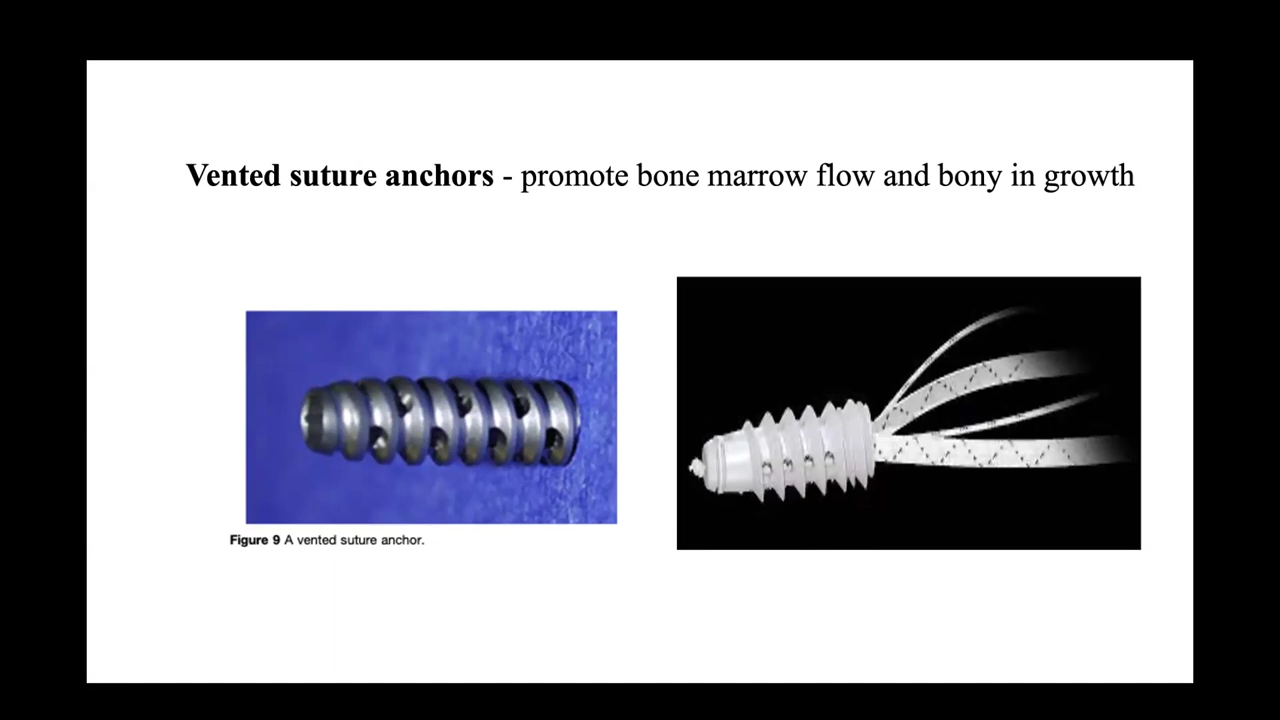 Vented suture anchors - promote bone marrow flow and bony in growth
Figure 9 A vented suture anchor.